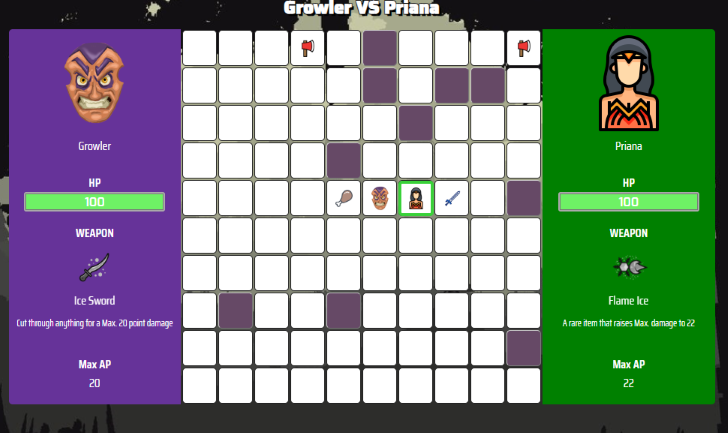 Growler VS Priana
Growler
HP
100
WEAPON
Ice Sword
Cut through anything for a Max. 20 point damage
Max AP
20
Priana
HP
100
WEAPON
Flame Ice
A rare item that raises Max. damage to 22
Max AP
22